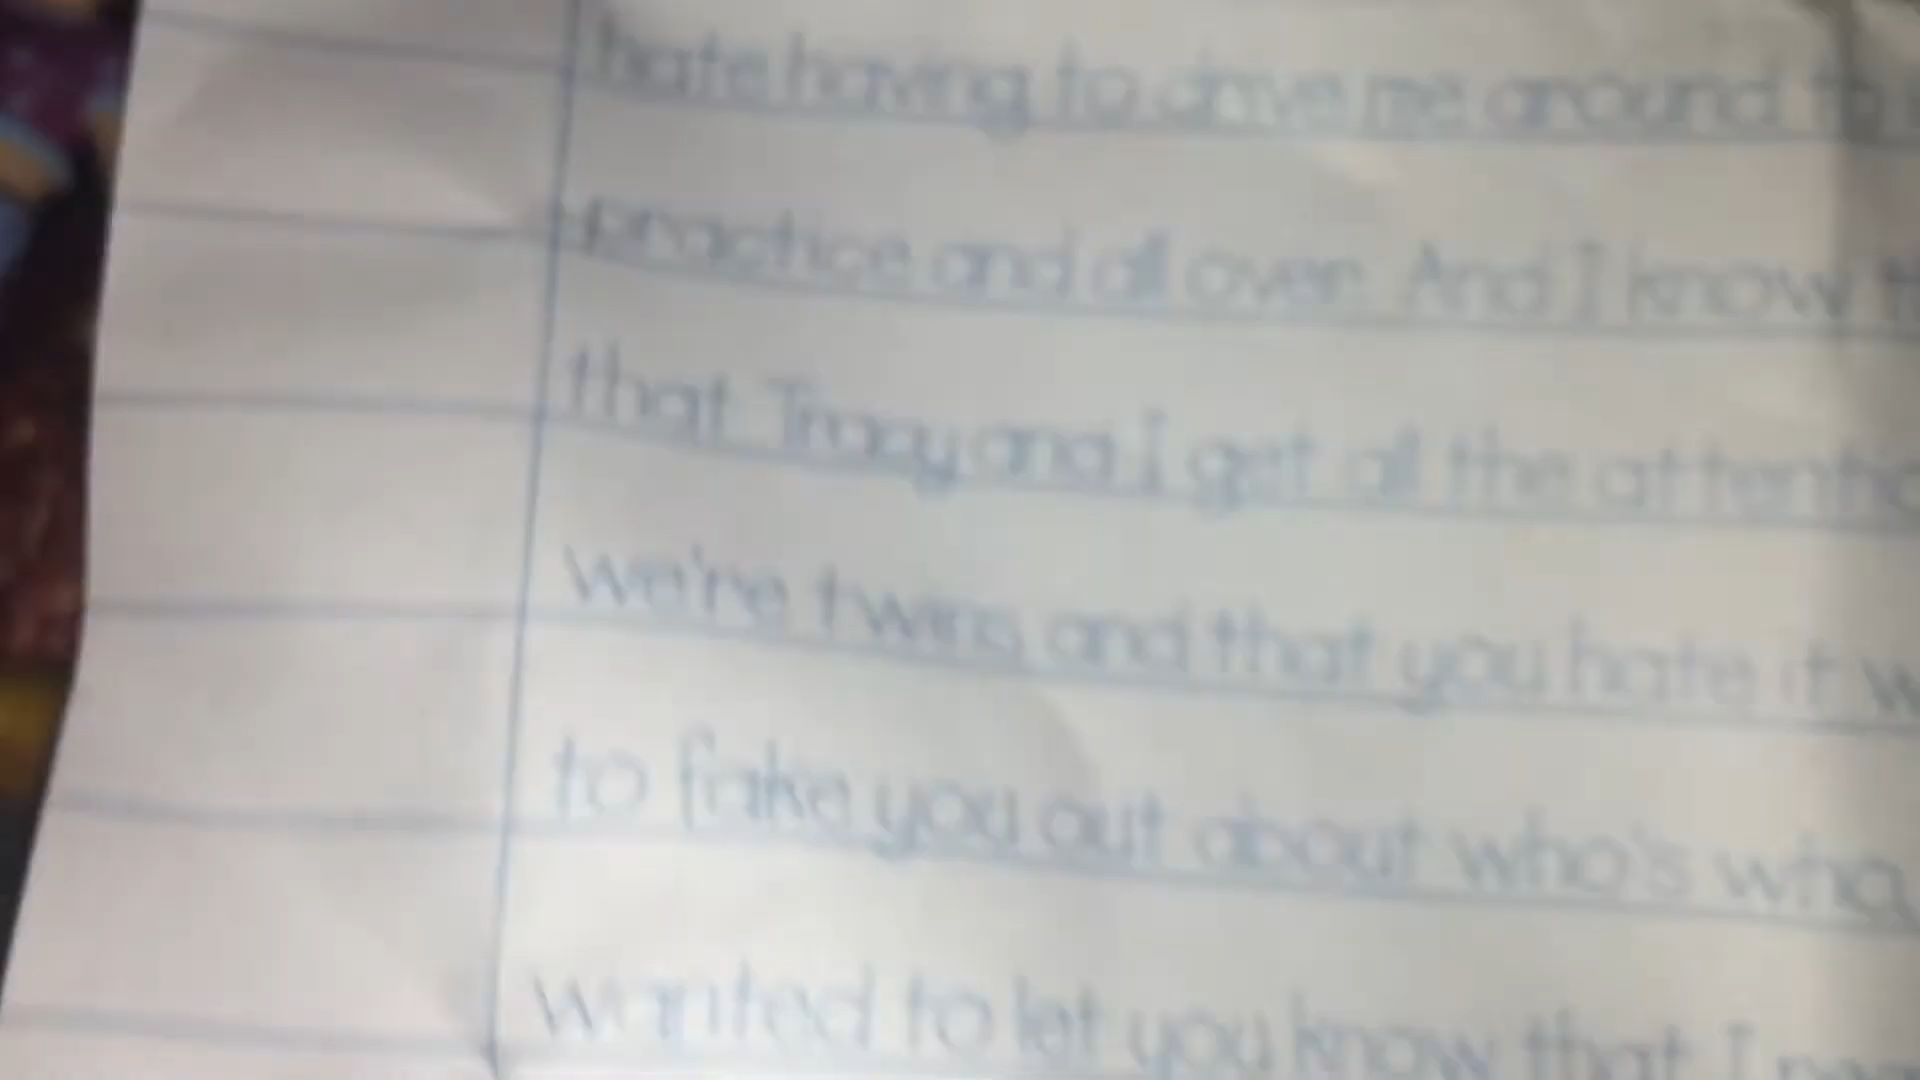 hate having to drive me around to
practice and all over. And I know
that Tracy and I get all the
we're twins and that you hate it
to fake you out about who's who,
wanted to let you know that I